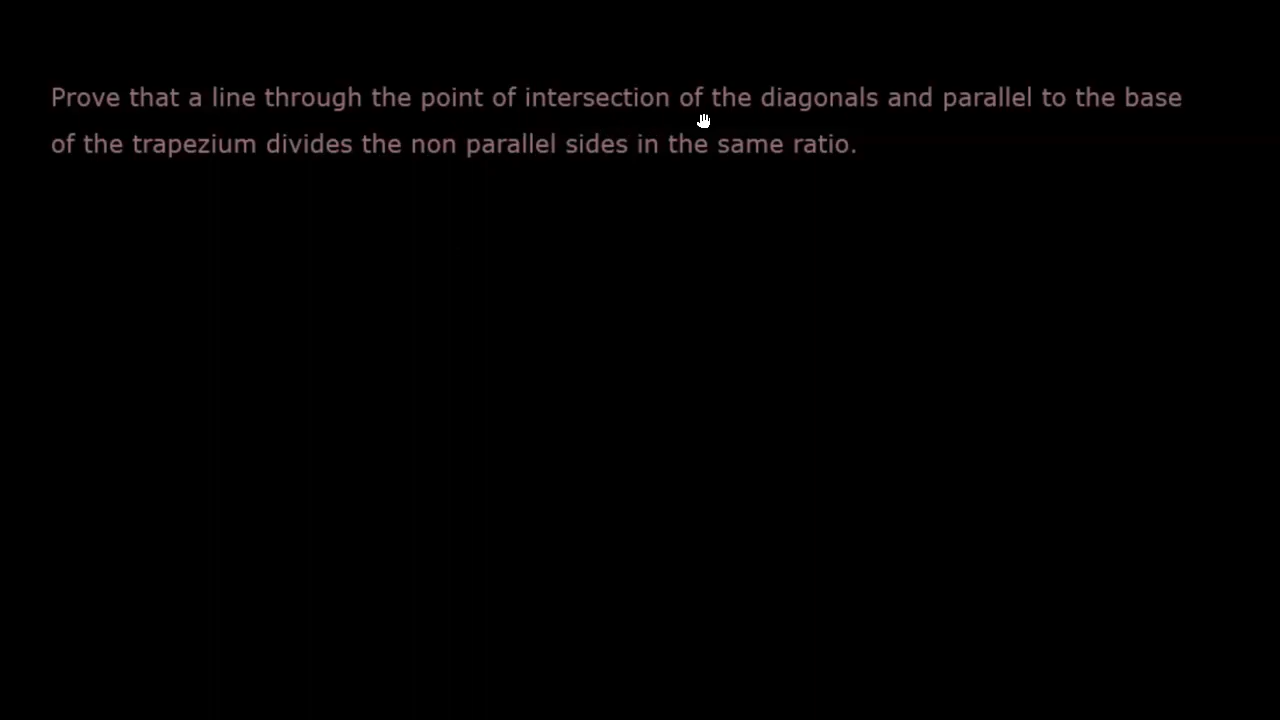 Prove that a line through the point of intersection of the diagonals and parallel to the base
of the trapezium divides the non parallel sides in the same ratio.